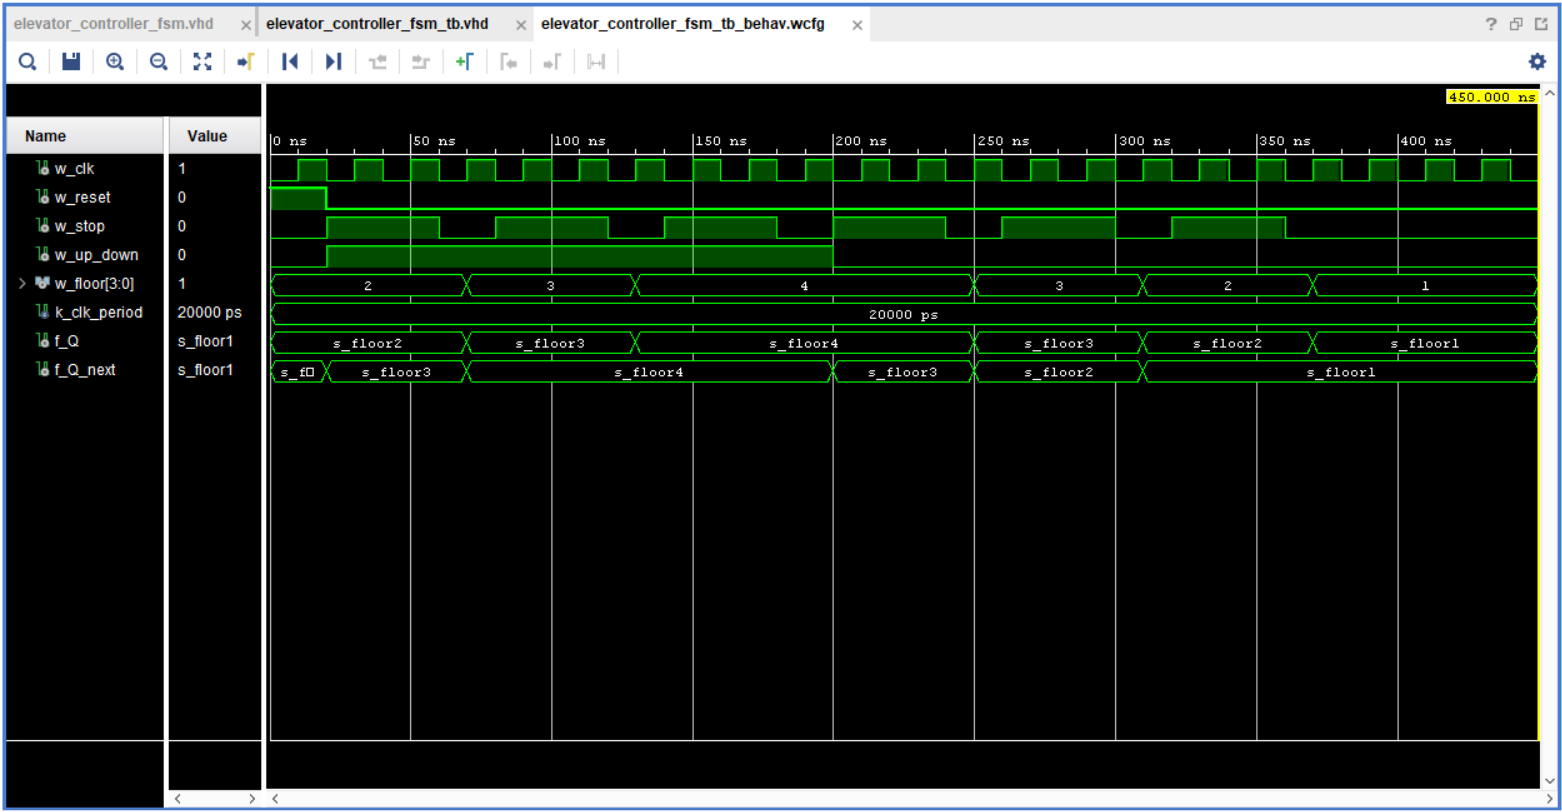 elevator_controller_fsm.vhd × elevator_controller_fsm_tb.vhd × elevator_controller_fsm_tb_behav.wcfg ×
450.000 ns
Name Value
0 ns 50 ns 100 ns 150 ns 200 ns 250 ns 300 ns 350 ns 400 ns
w_clk 1
w_reset 0
w_stop 0
w_up_down 0
w_floor[3:0] 1 2 3 4 3 2 1
k_clk_period 20000 ps 20000 ps
f_Q s_floor1 s_floor2 s_floor3 s_floor4 s_floor3 s_floor2 s_floor1
f_Q_next s_floor1 s_f□ s_floor3 s_floor4 s_floor3 s_floor2 s_floor1